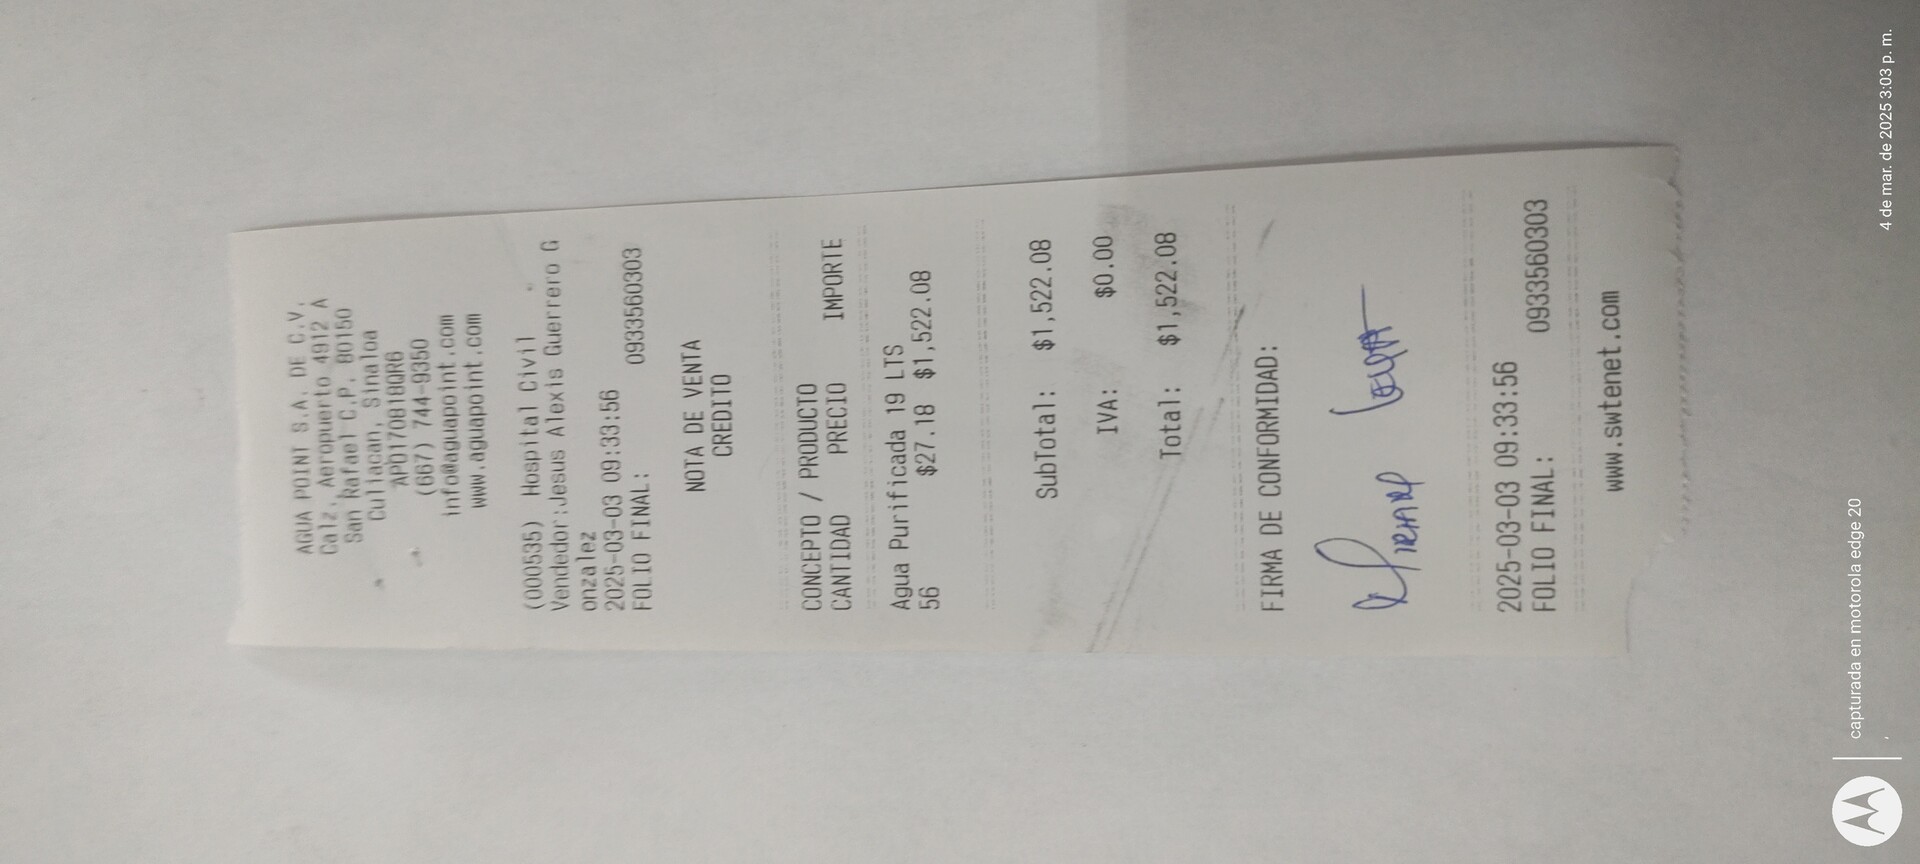 AGUA POINT S.A. DE C.V.
Calz. Aeropuerto 4912 A
San Rafael C.P. 80150
Culiacan, Sinaloa
APO170818QR6
(667) 744-9350
info@aguapoint.com
www.aguapoint.com
(000535) Hospital Civil
Vendedor:Jesus Alexis Guerrero G
onzalez
2025-03-03 09:33:56
FOLIO FINAL: 0933560303
NOTA DE VENTA
CREDITO
CONCEPTO / PRODUCTO
CANTIDAD PRECIO IMPORTE
Agua Purificada 19 LTS
56 $27.18 $1,522.08
SubTotal: $1,522.08
IVA: $0.00
Total: $1,522.08
FIRMA DE CONFORMIDAD:
2025-03-03 09:33:56
FOLIO FINAL: 0933560303
www.swtenet.com
capturada en motorola edge 20
,
4 de mar. de 2025 3:03 p. m.